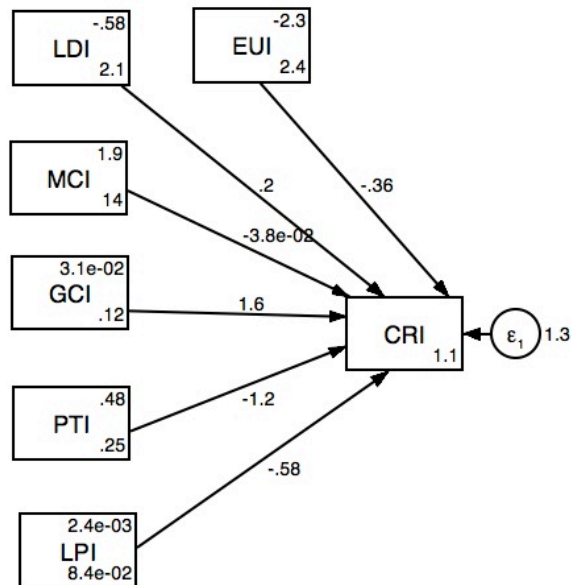 -.58
LDI
2.1
-2.3
EUI
2.4
1.9
MCI
14
.2
-.36
-3.8e-02
3.1e-02
GCI
.12
1.6
CRI
1.1
ε1
1.3
.48
PTI
.25
-1.2
-.58
2.4e-03
LPI
8.4e-02